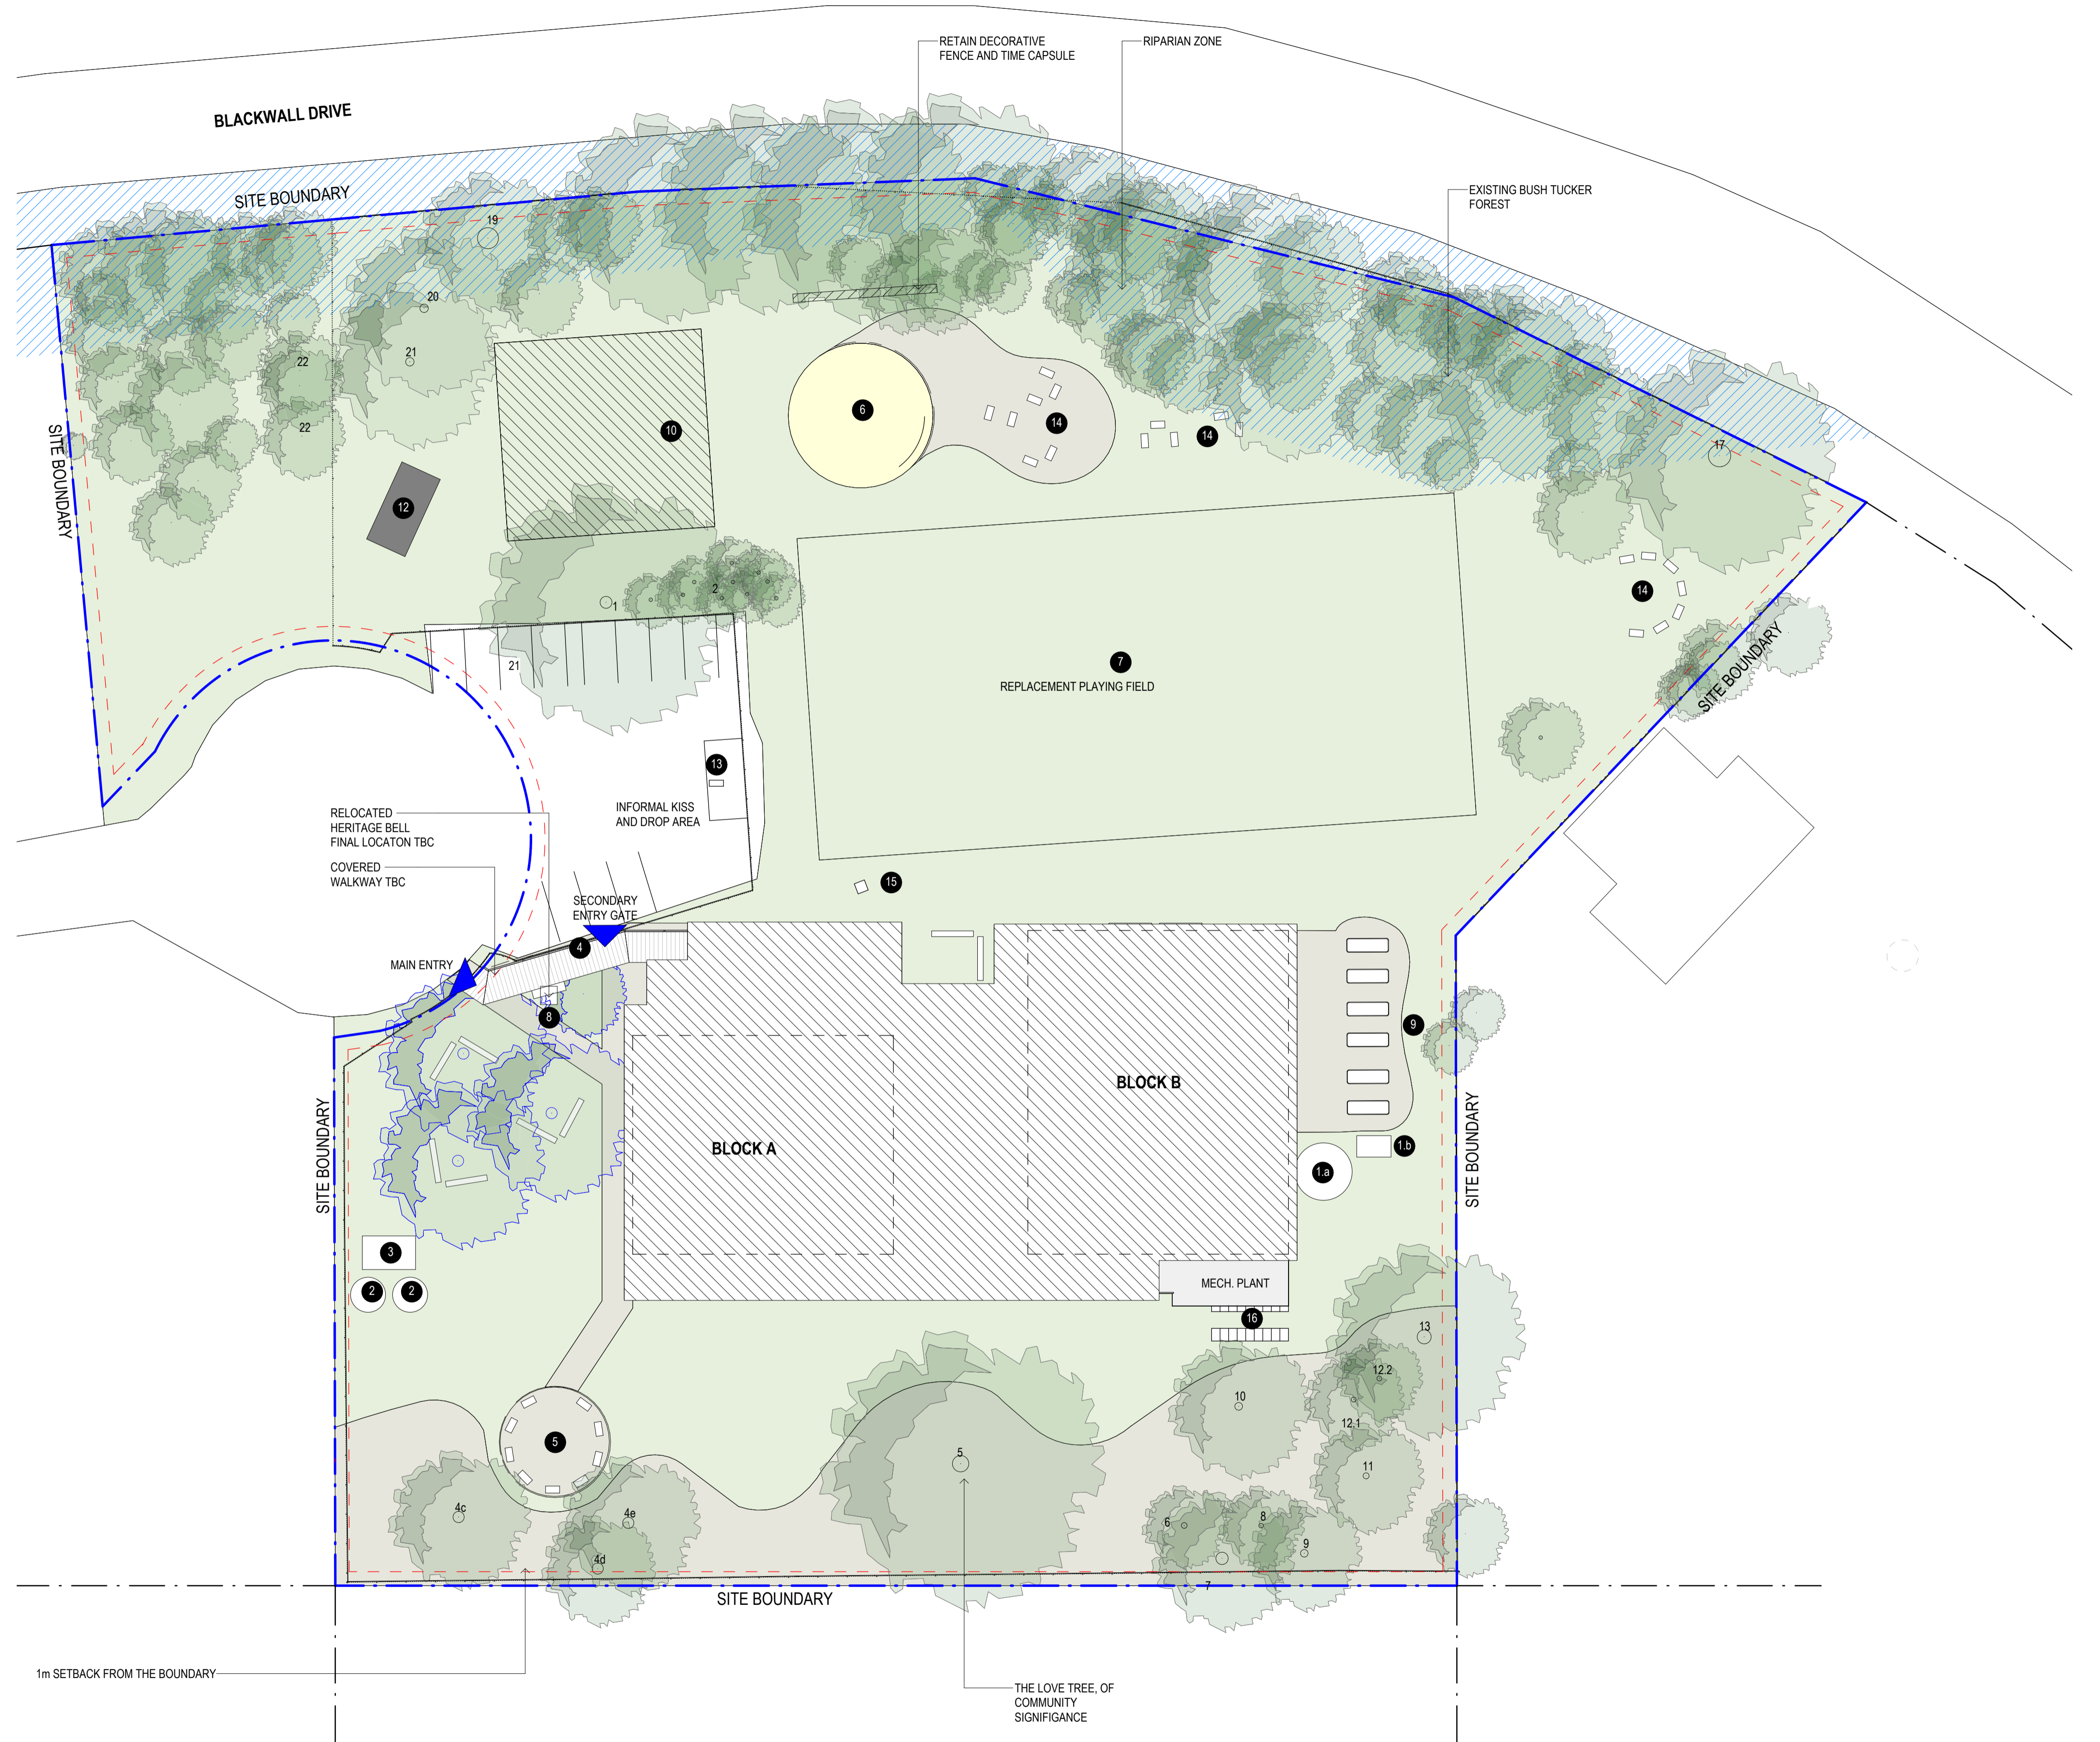 RETAIN DECORATIVE
FENCE AND TIME CAPSULE
RIPARIAN ZONE
BLACKWALL DRIVE
SITE BOUNDARY
EXISTING BUSH TUCKER
FOREST
19
20
21
22
22
6
10
14
14
17
12
SITE BOUNDARY
1
2
14
21
7
REPLACEMENT PLAYING FIELD
SITE BOUNDARY
13
RELOCATED
HERITAGE BELL
FINAL LOCATON TBC
INFORMAL KISS
AND DROP AREA
COVERED
WALKWAY TBC
15
SECONDARY
ENTRY GATE
4
MAIN ENTRY
8
9
BLOCK B
BLOCK A
1.b
1.a
SITE BOUNDARY
SITE BOUNDARY
3
2
2
MECH. PLANT
16
13
12.2
10
12.1
5
5
11
4c
4e
6
8
9
4d
7
SITE BOUNDARY
1m SETBACK FROM THE BOUNDARY
THE LOVE TREE, OF
COMMUNITY
SIGNIFIGANCE